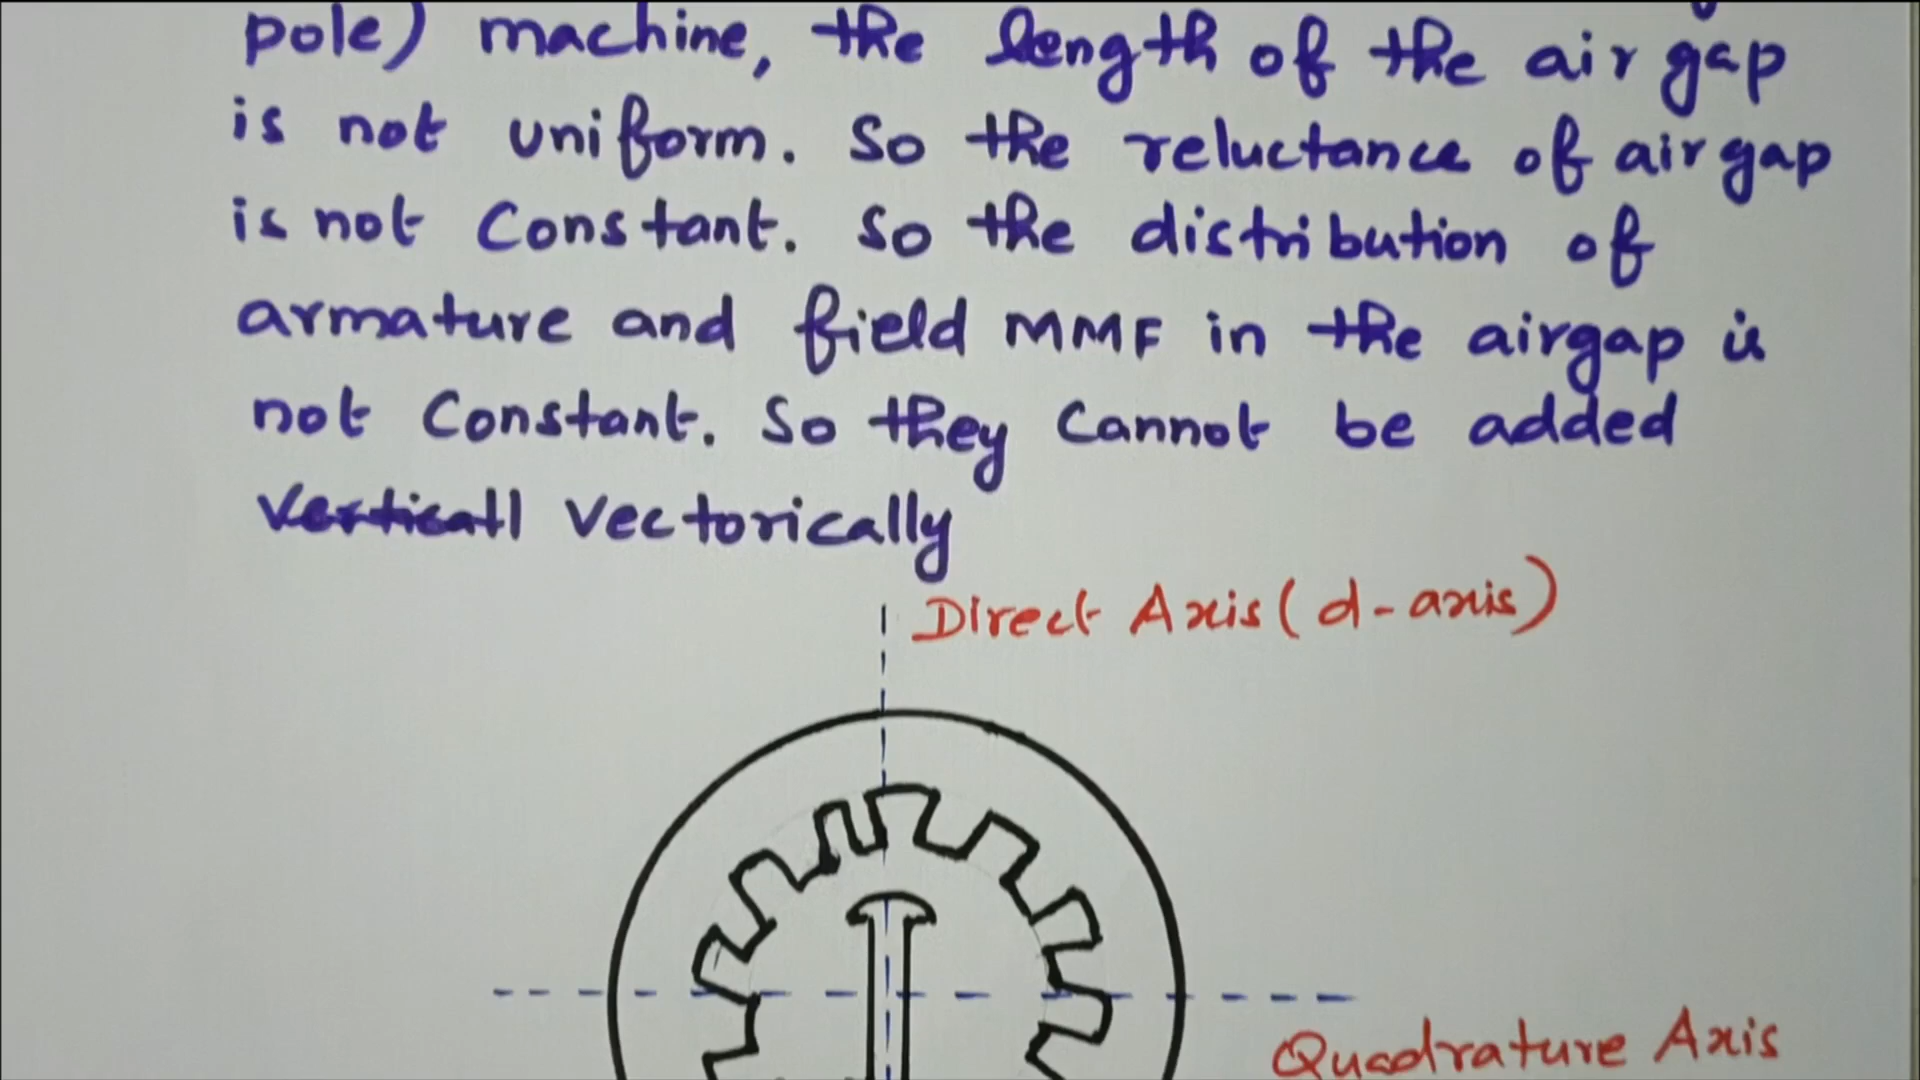 pole) machine, the length of the air gap
is not uniform. So the reluctance of airgap
is not Constant. So the distribution of
armature and field MMF in the airgap is
not Constant. So they cannot be added
Verticall Vectorically
Direct Axis (d-axis)
Quadrature Axis